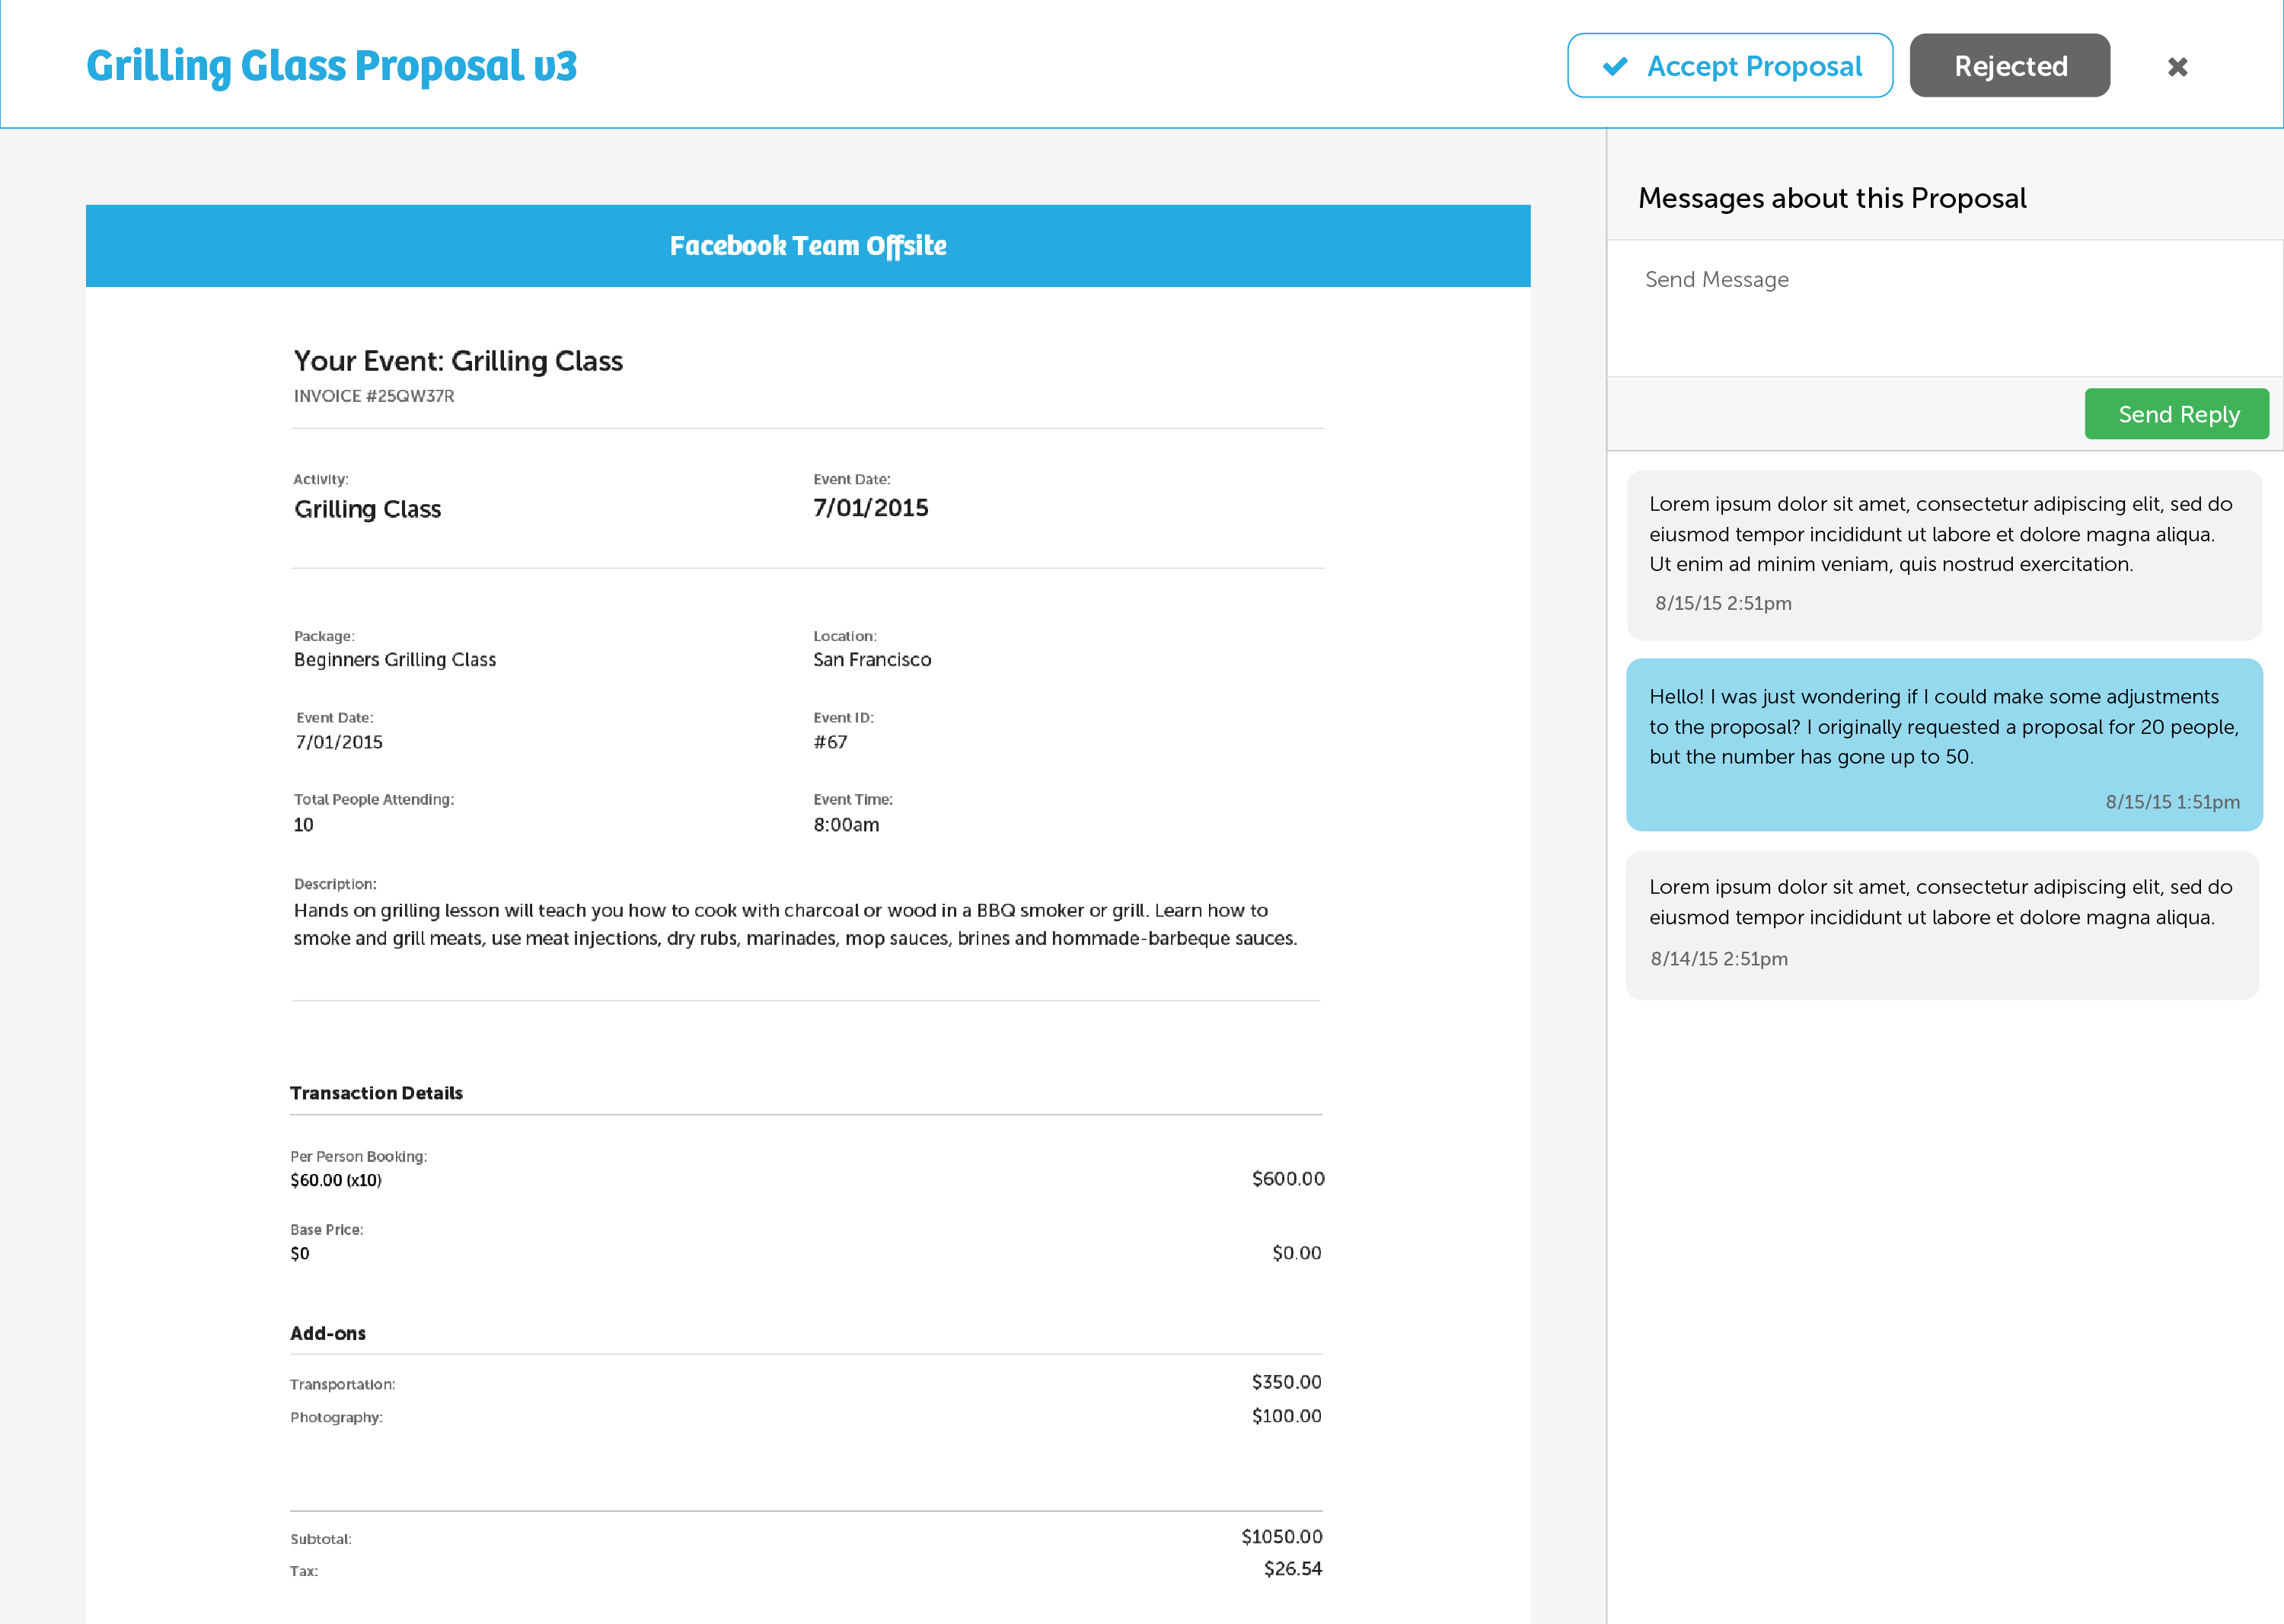 Grilling Glass Proposal v3
Accept Proposal
Rejected
Facebook Team Offsite
Your Event: Grilling Class
INVOICE #25QW37R
Activity:
Grilling Class
Event Date:
7/01/2015
Package:
Beginners Grilling Class
Location:
San Francisco
Event Date:
7/01/2015
Event ID:
#67
Total People Attending:
10
Event Time:
8:00am
Description:
Hands on grilling lesson will teach you how to cook with charcoal or wood in a BBQ smoker or grill. Learn how to
smoke and grill meats, use meat injections, dry rubs, marinades, mop sauces, brines and hommade-barbeque sauces.
Transaction Details
Per Person Booking:
$60.00 (x10)
$600.00
Base Price:
$0
$0.00
Add-ons
Transportation:
$350.00
Photography:
$100.00
Subtotal:
$1050.00
Tax:
$26.54
Messages about this Proposal
Send Message
Send Reply
Lorem ipsum dolor sit amet, consectetur adipiscing elit, sed do
eiusmod tempor incididunt ut labore et dolore magna aliqua.
Ut enim ad minim veniam, quis nostrud exercitation.
8/15/15 2:51pm
Hello! I was just wondering if I could make some adjustments
to the proposal? I originally requested a proposal for 20 people,
but the number has gone up to 50.
8/15/15 1:51pm
Lorem ipsum dolor sit amet, consectetur adipiscing elit, sed do
eiusmod tempor incididunt ut labore et dolore magna aliqua.
8/14/15 2:51pm